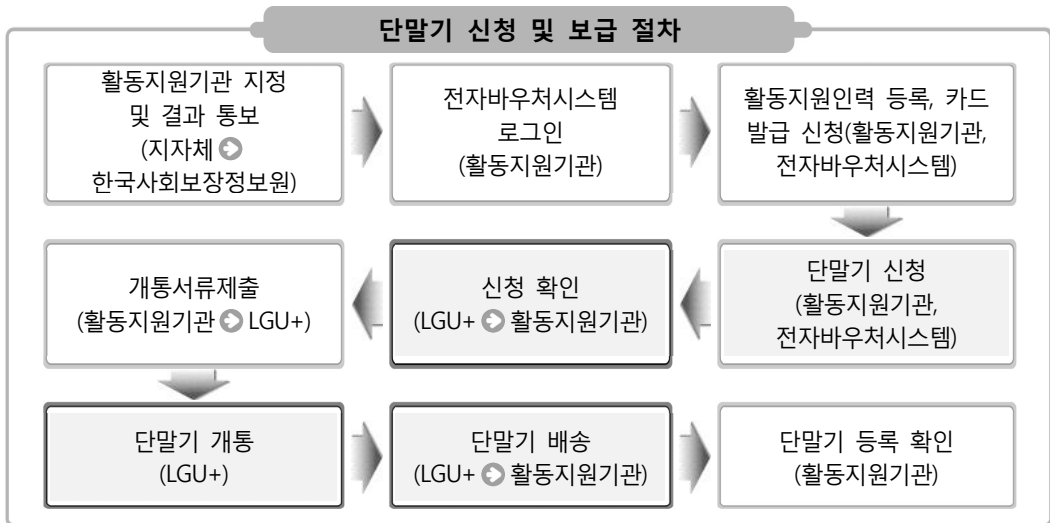 단말기 신청 및 보급 절차
활동지원기관 지정
및 결과 통보
(지자체 ➲
한국사회보장정보원)
전자바우처시스템
로그인
(활동지원기관)
활동지원인력 등록, 카드
발급 신청(활동지원기관,
전자바우처시스템)
단말기 신청
(활동지원기관,
전자바우처시스템)
신청 확인
(LGU+ ➲ 활동지원기관)
개통서류제출
(활동지원기관 ➲ LGU+)
단말기 개통
(LGU+)
단말기 배송
(LGU+ ➲ 활동지원기관)
단말기 등록 확인
(활동지원기관)